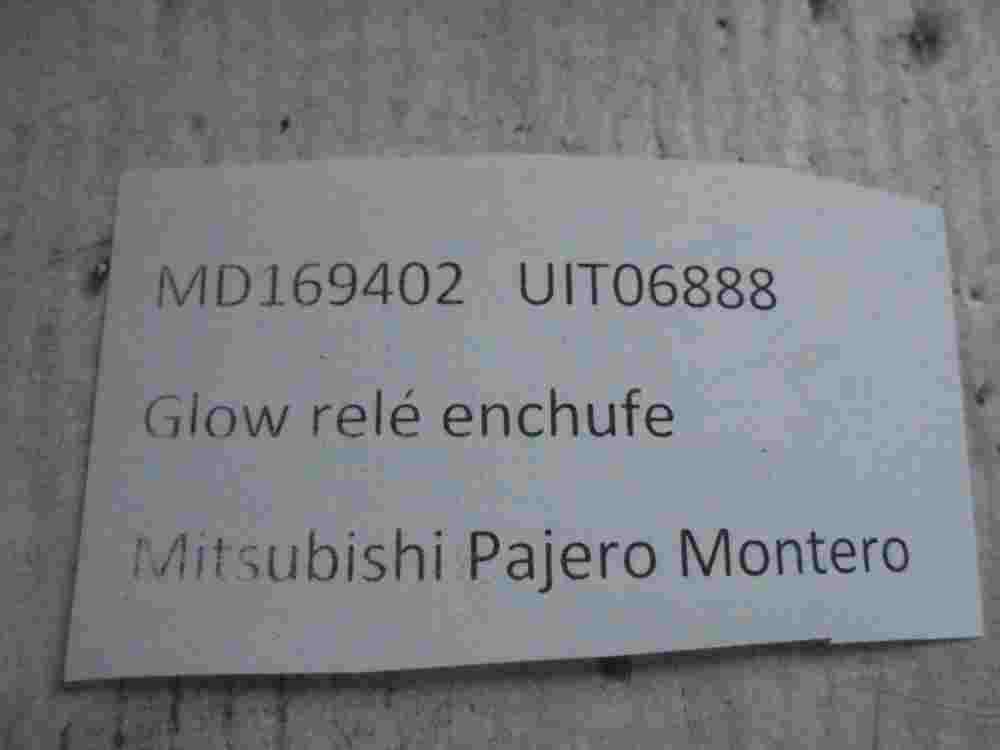 MD169402 UIT06888
Glow relé enchufe
Mitsubishi Pajero Montero